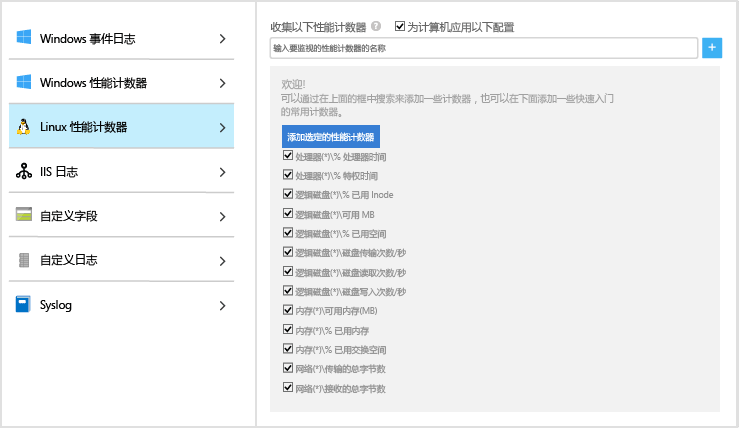 Windows 事件日志
Windows 性能计数器
Linux 性能计数器
IIS 日志
自定义字段
自定义日志
Syslog
收集以下性能计数器 ? 为计算机应用以下配置
输入要监视的性能计数器的名称
+
欢迎!
可以通过在上面的框中搜索来添加一些计数器，也可以在下面添加一些快速入门
的常用计数器。
添加选定的性能计数器
处理器(*)\% 处理器时间
处理器(*)\% 特权时间
逻辑磁盘(*)\% 已用 Inode
逻辑磁盘(*)\可用 MB
逻辑磁盘(*)\% 已用空间
逻辑磁盘(*)\磁盘传输次数/秒
逻辑磁盘(*)\磁盘读取次数/秒
逻辑磁盘(*)\磁盘写入次数/秒
内存(*)\可用内存(MB)
内存(*)\% 已用内存
内存(*)\% 已用交换空间
网络(*)\传输的总字节数
网络(*)\接收的总字节数